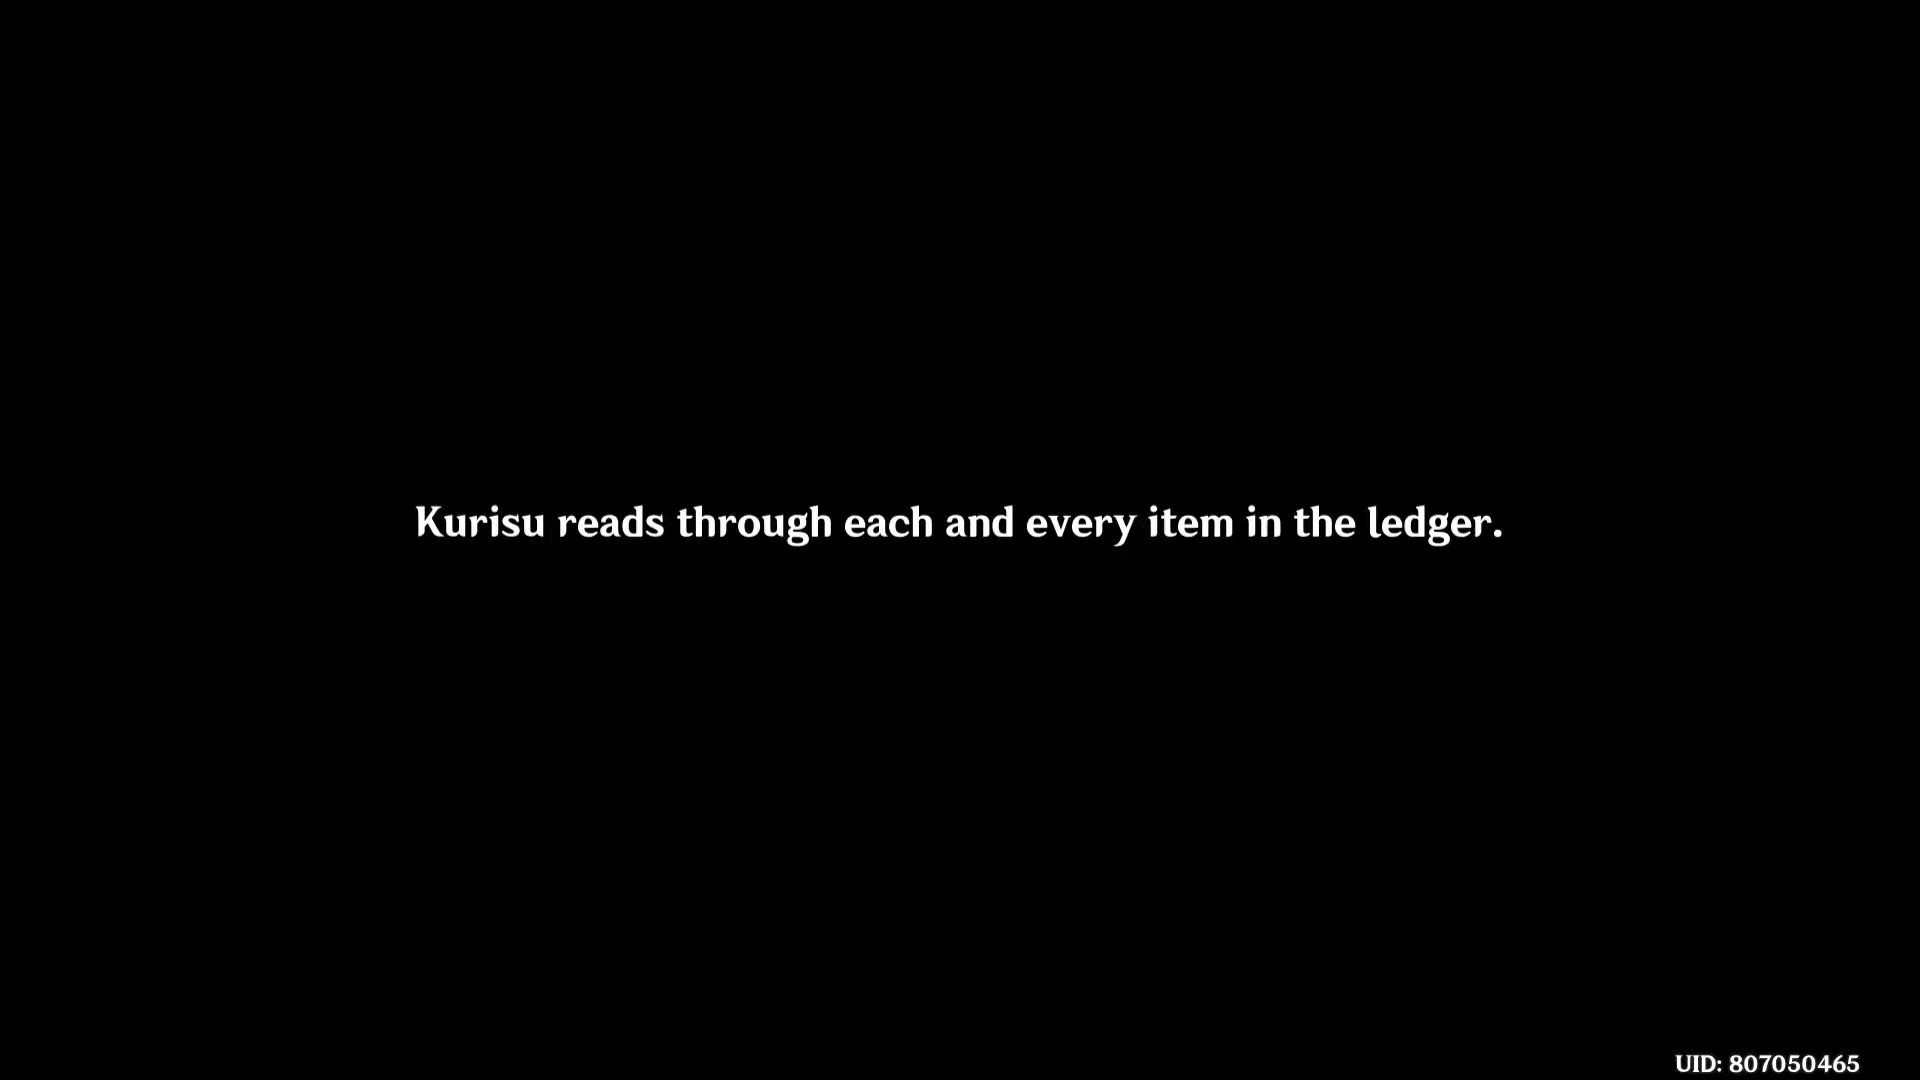 Kurisu reads through each and every item in the ledger.
UID: 807050465